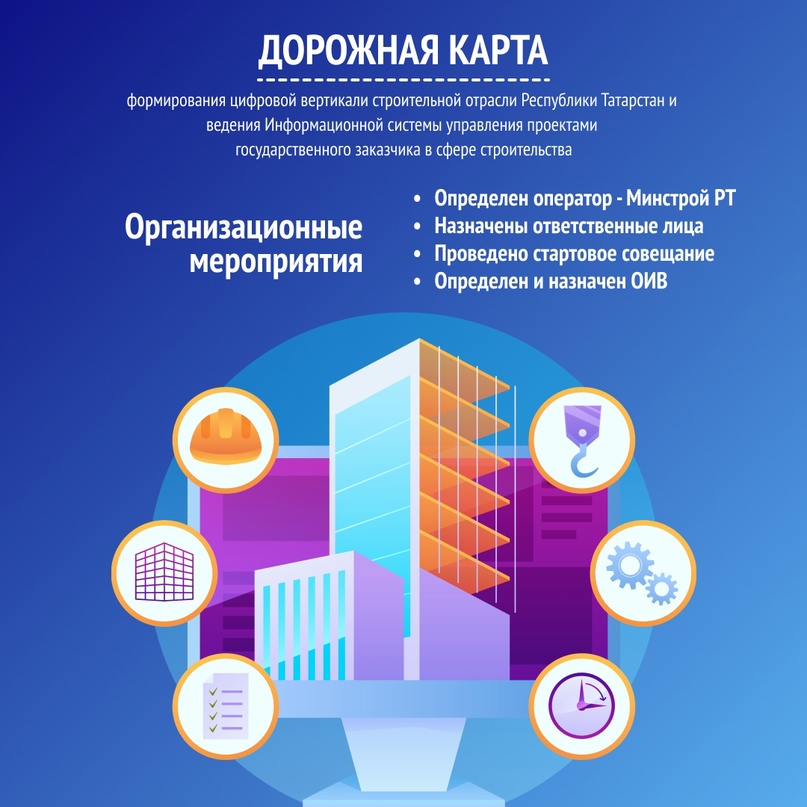 ДОРОЖНАЯ КАРТА
формирования цифровой вертикали строительной отрасли Республики Татарстан и
ведения Информационной системы управления проектами
государственного заказчика в сфере строительства
Организационные
мероприятия
• Определен оператор - Минстрой РТ
• Назначены ответственные лица
• Проведено стартовое совещание
• Определен и назначен ОИВ